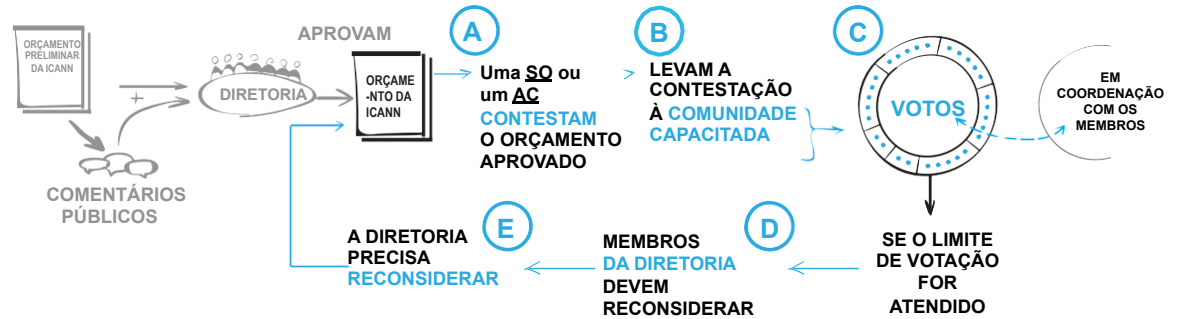 ORÇAMENTO
PRELIMINAR
DA ICANN
+
COMENTÁRIOS
PÚBLICOS
APROVAM
DIRETORIA
ORÇAME
-NTO DA
ICANN
A
Uma SO ou
um AC
CONTESTAM
O ORÇAMENTO
APROVADO
B
LEVAM A
CONTESTAÇÃO
À COMUNIDADE
CAPACITADA
C
VOTOS
EM
COORDENAÇÃO
COM OS
MEMBROS
SE O LIMITE
DE VOTAÇÃO
FOR
ATENDIDO
D
MEMBROS
DA DIRETORIA
DEVEM
RECONSIDERAR
E
A DIRETORIA
PRECISA
RECONSIDERAR